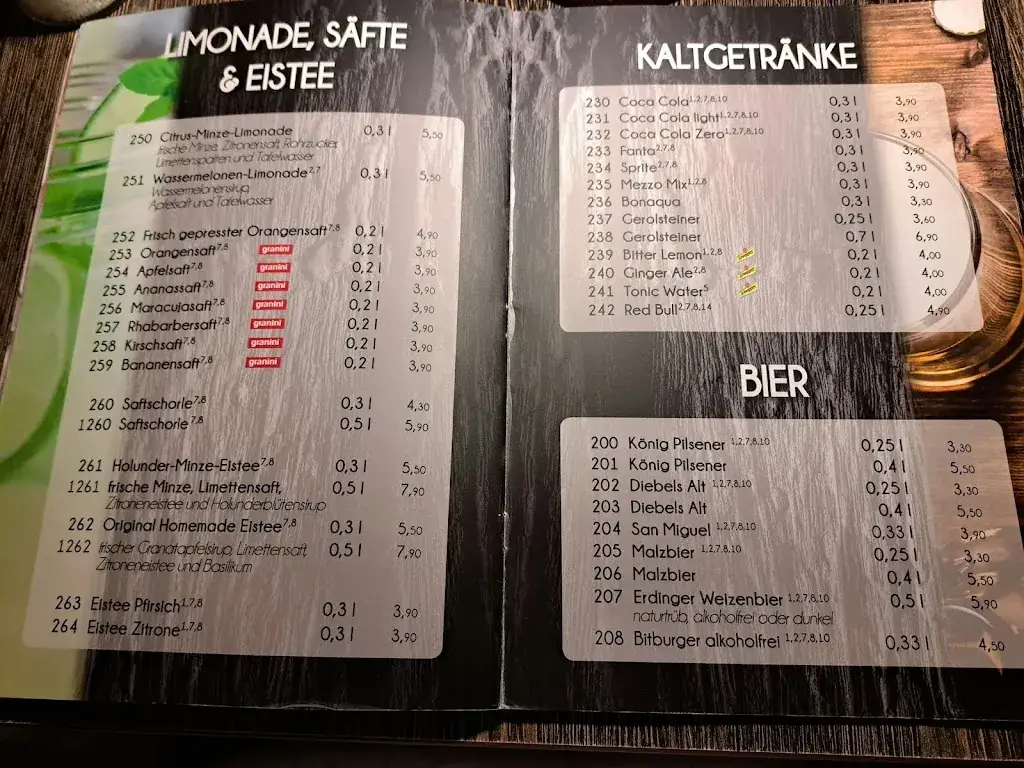 LIMONADE, SÄFTE
& EISTEE
250 Citrus-Minze-Limonade 0,3 l 5,50
frische Minze, Zitronensaft, Rohrzucker,
Limettenspalten und Tafelwasser
251 Wassermelonen-Limonade2,7 0,3 l 5,50
Wassermelonensirup,
Apfelsaft und Tafelwasser
252 Frisch gepresster Orangensaft7,8 0,2 l 4,90
253 Orangensaft7,8 granini 0,2 l 3,90
254 Apfelsaft7,8 granini 0,2 l 3,90
255 Ananassaft7,8 granini 0,2 l 3,90
256 Maracujasaft7,8 granini 0,2 l 3,90
257 Rhabarbersaft7,8 granini 0,2 l 3,90
258 Kirschsaft7,8 granini 0,2 l 3,90
259 Bananensaft7,8 granini 0,2 l 3,90
260 Saftschorle7,8 0,3 l 4,30
1260 Saftschorle7,8 0,5 l 5,90
261 Holunder-Minze-Eistee7,8 0,3 l 5,50
1261 frische Minze, Limettensaft, 0,5 l 7,90
Zitroneneistee und Holunderblütensirup
262 Original Homemade Eistee7,8 0,3 l 5,50
1262 frischer Granatapfelsirup, Limettensaft, 0,5 l 7,90
Zitroneneistee und Basilikum
263 Eistee Pfirsich1,7,8 0,3 l 3,90
264 Eistee Zitrone1,7,8 0,3 l 3,90
KALTGETRÄNKE
230 Coca Cola1,2,7,8,10 0,3 l 3,90
231 Coca Cola light1,2,7,8,10 0,3 l 3,90
232 Coca Cola Zero1,2,7,8,10 0,3 l 3,90
233 Fanta2,7,8 0,3 l 3,90
234 Sprite2,7,8 0,3 l 3,90
235 Mezzo Mix1,2,8 0,3 l 3,90
236 Bonaqua 0,3 l 3,30
237 Gerolsteiner 0,25 l 3,60
238 Gerolsteiner 0,7 l 6,90
239 Bitter Lemon1,2,8 0,2 l 4,00
240 Ginger Ale2,8 0,2 l 4,00
241 Tonic Water5 0,2 l 4,00
242 Red Bull2,7,8,14 0,25 l 4,90
BIER
200 König Pilsener 1,2,7,8,10 0,25 l 3,30
201 König Pilsener 0,4 l 5,50
202 Diebels Alt 1,2,7,8,10 0,25 l 3,30
203 Diebels Alt 0,4 l 5,50
204 San Miguel 1,2,7,8,10 0,33 l 3,90
205 Malzbier 1,2,7,8,10 0,25 l 3,30
206 Malzbier 0,4 l 5,50
207 Erdinger Weizenbier 1,2,7,8,10 0,5 l 5,90
naturtrüb, alkoholfrei oder dunkel
208 Bitburger alkoholfrei 1,2,7,8,10 0,33 l 4,50